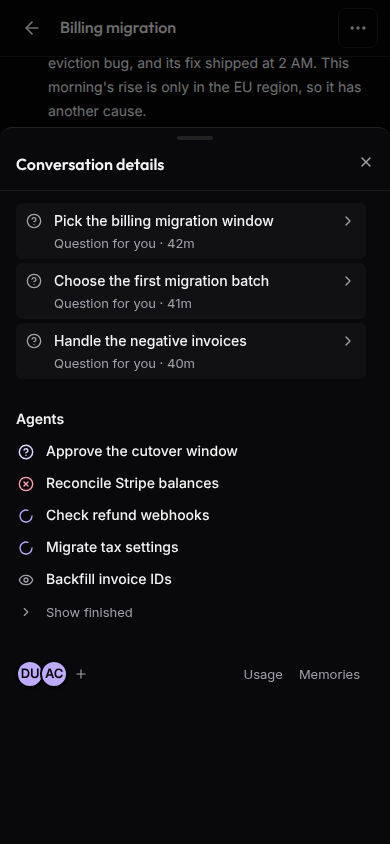 Billing migration
eviction bug, and its fix shipped at 2 AM. This
morning's rise is only in the EU region, so it has
another cause.
Conversation details
Pick the billing migration window
Question for you · 42m
Choose the first migration batch
Question for you · 41m
Handle the negative invoices
Question for you · 40m
Agents
Approve the cutover window
Reconcile Stripe balances
Check refund webhooks
Migrate tax settings
Backfill invoice IDs
Show finished
DU AC + Usage Memories